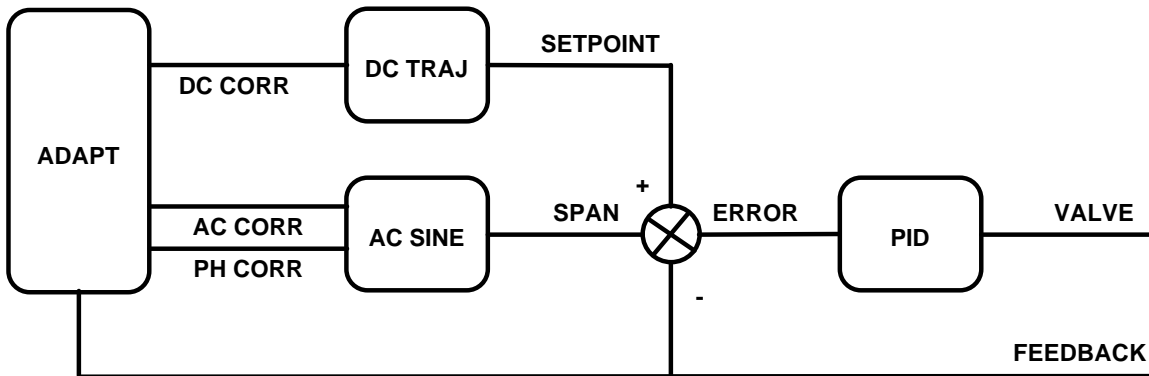 SETPOINT
DC TRAJ
DC CORR
ADAPT
+
SPAN
ERROR
VALVE
AC CORR
AC SINE
PID
PH CORR
-
FEEDBACK